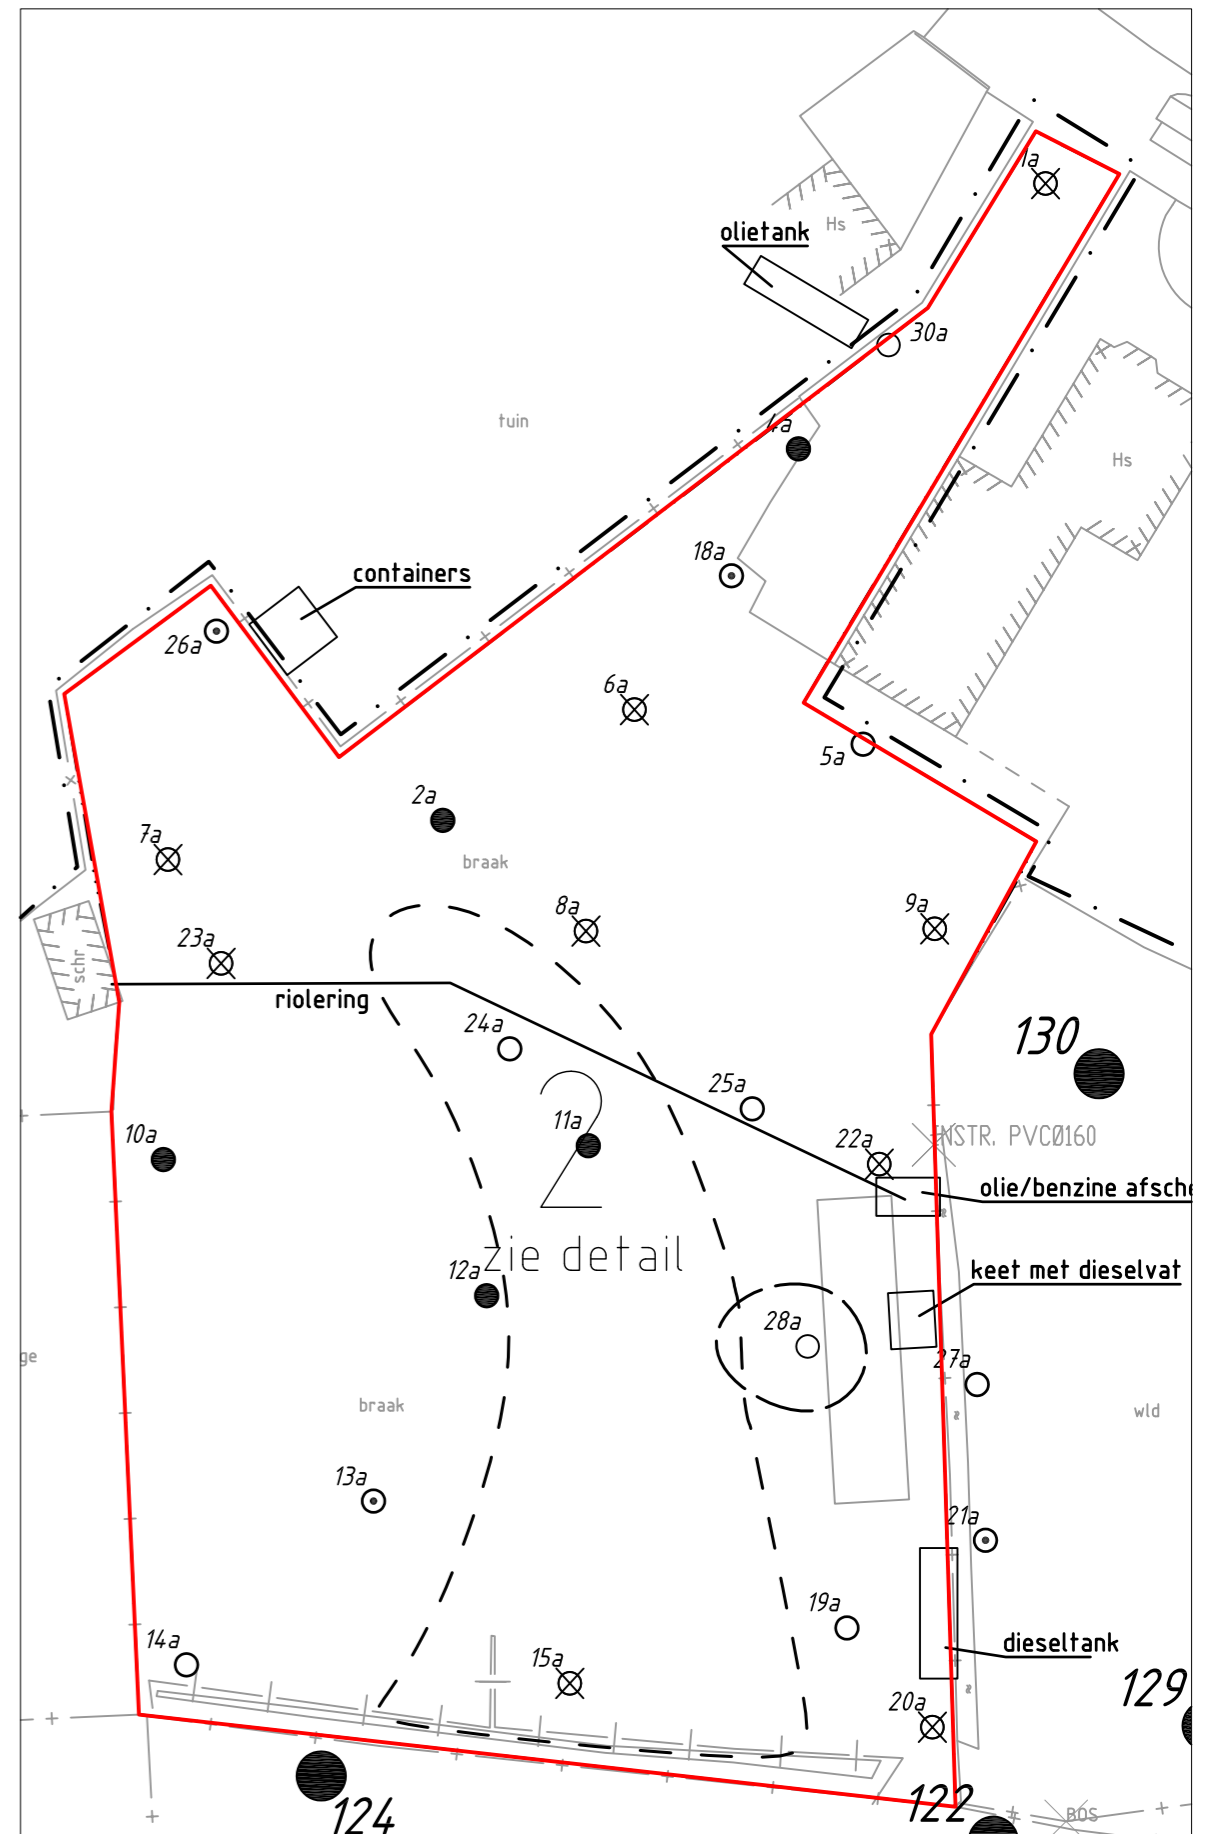 1a
Hs
olietank
30a
tuin
4a
Hs
18a
containers
26a
6a
5a
2a
7a
braak
8a
9a
23a
schr
riolering
24a
130
25a
2
11a
10a
22a
INSTR. PVCØ160
olie/benzine afsche
zie detail
12a
keet met dieselvat
28a
ge
27a
braak
wld
13a
21a
19a
14a
dieseltank
15a
129
20a
122
124
BOS